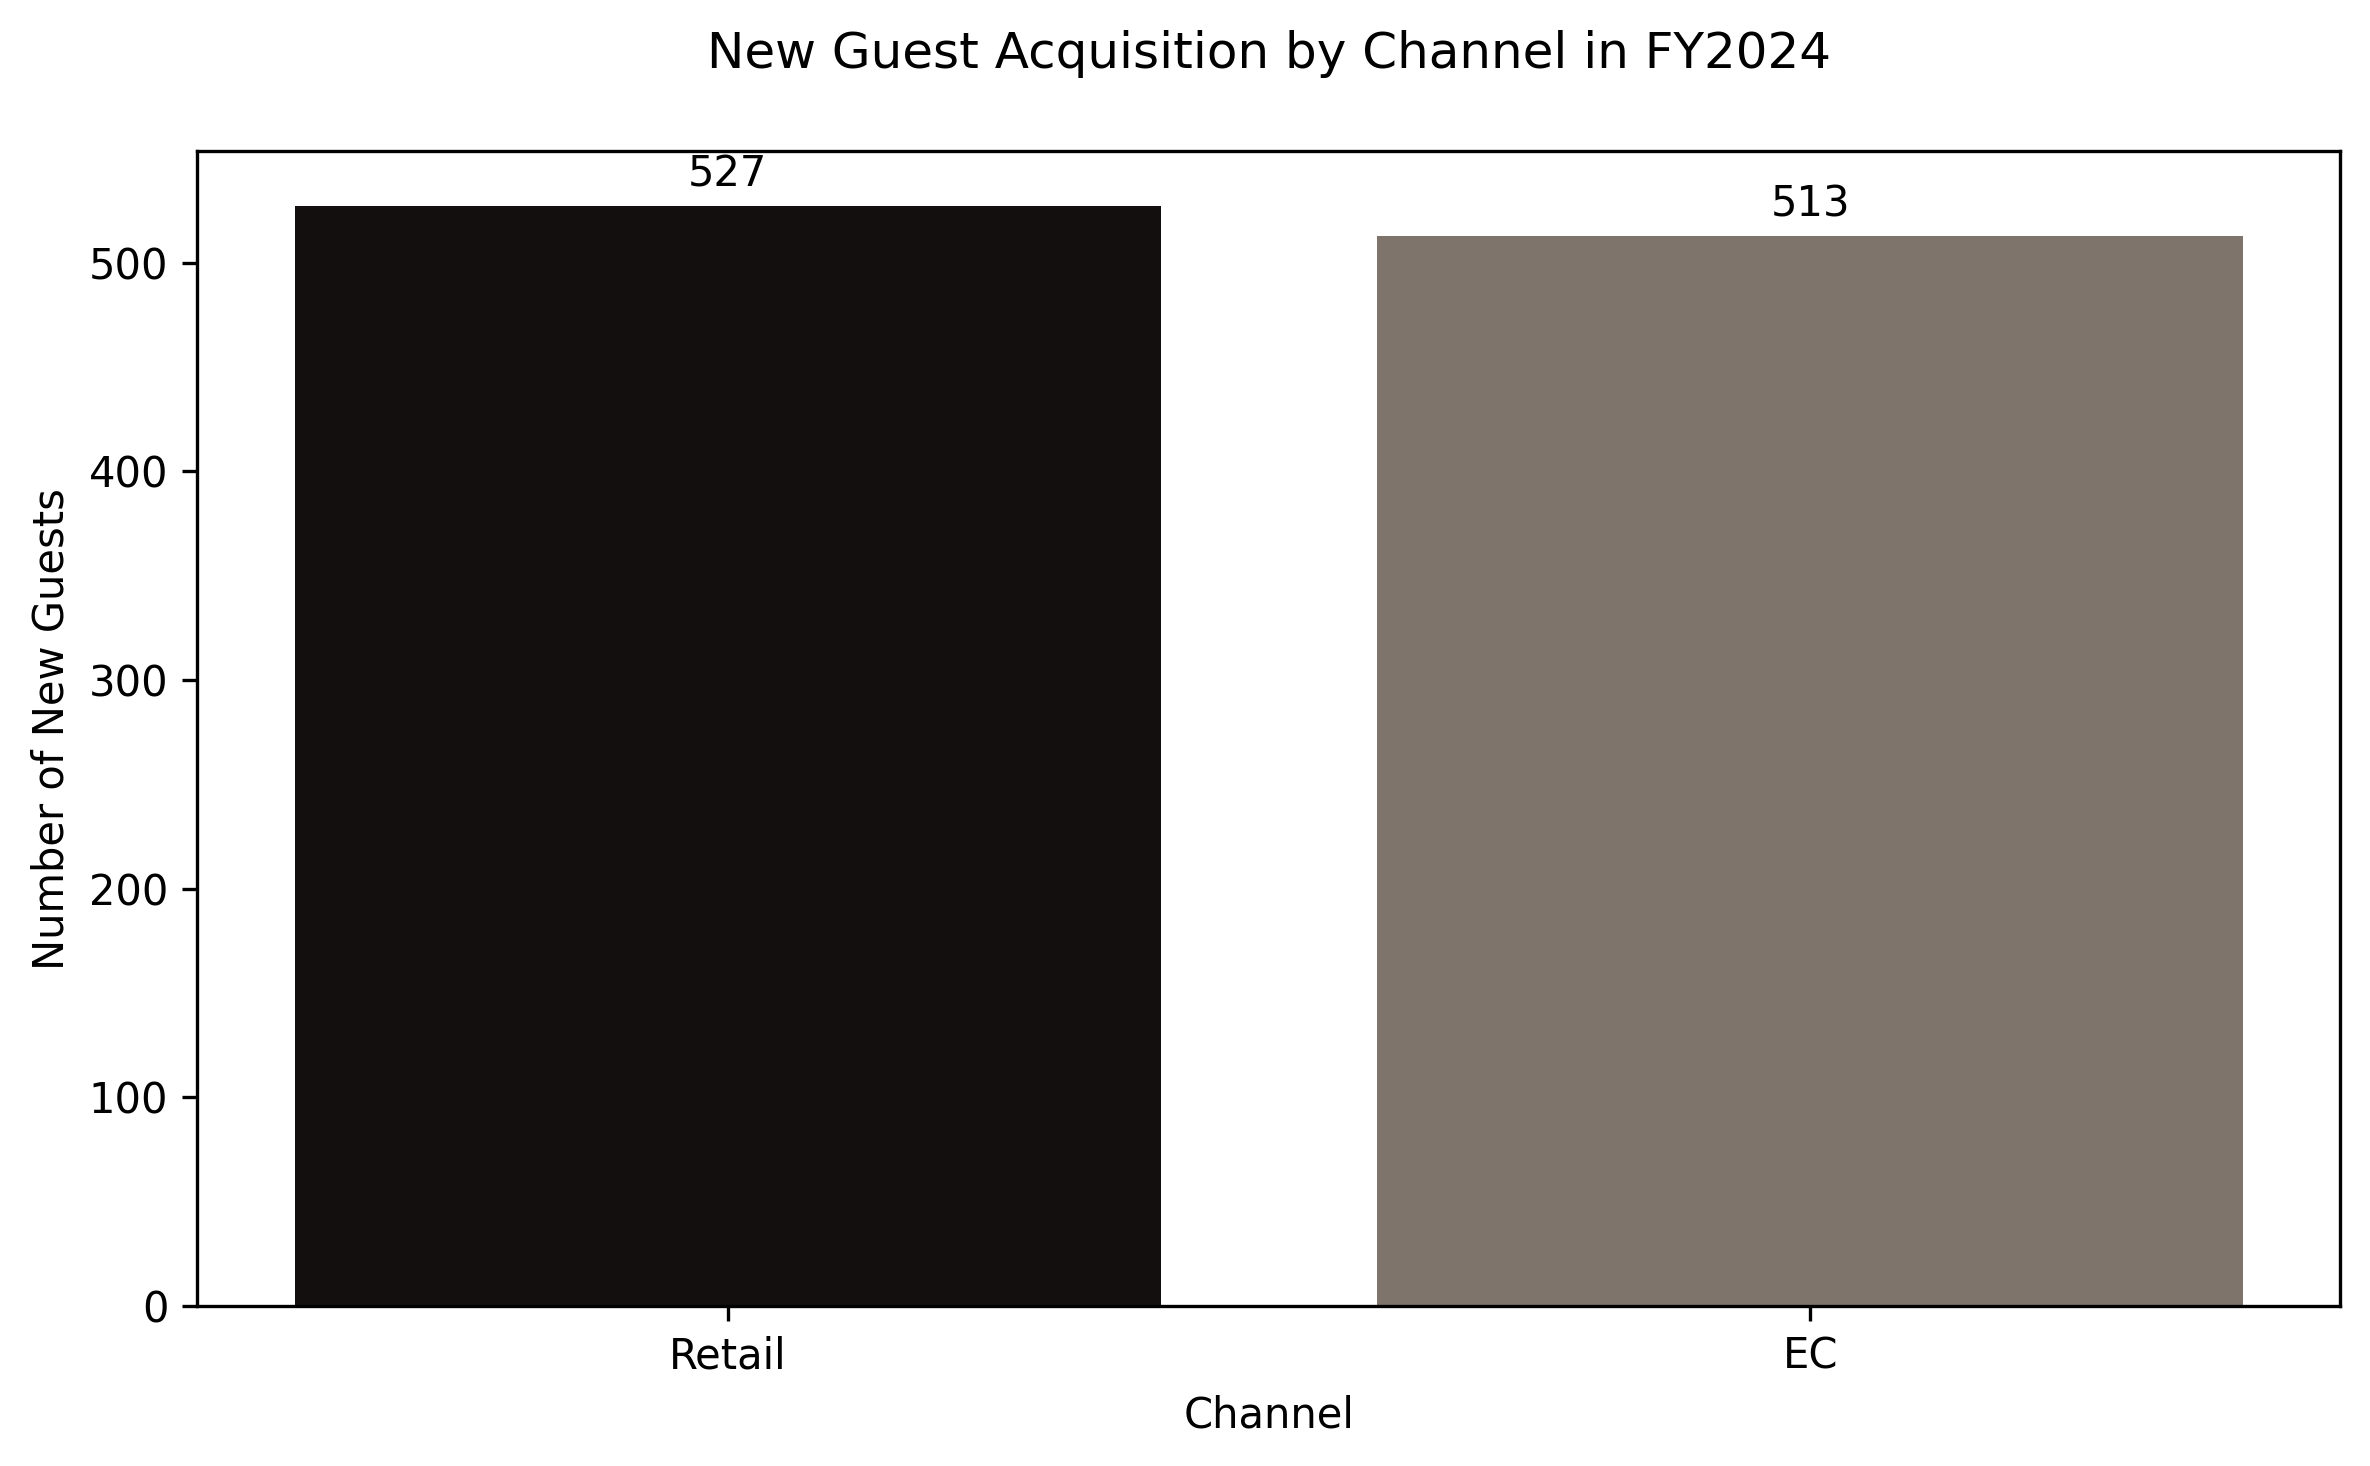 New Guest Acquisition by Channel in FY2024
527
513
500
400
300
200
100
0
Number of New Guests
Retail
EC
Channel